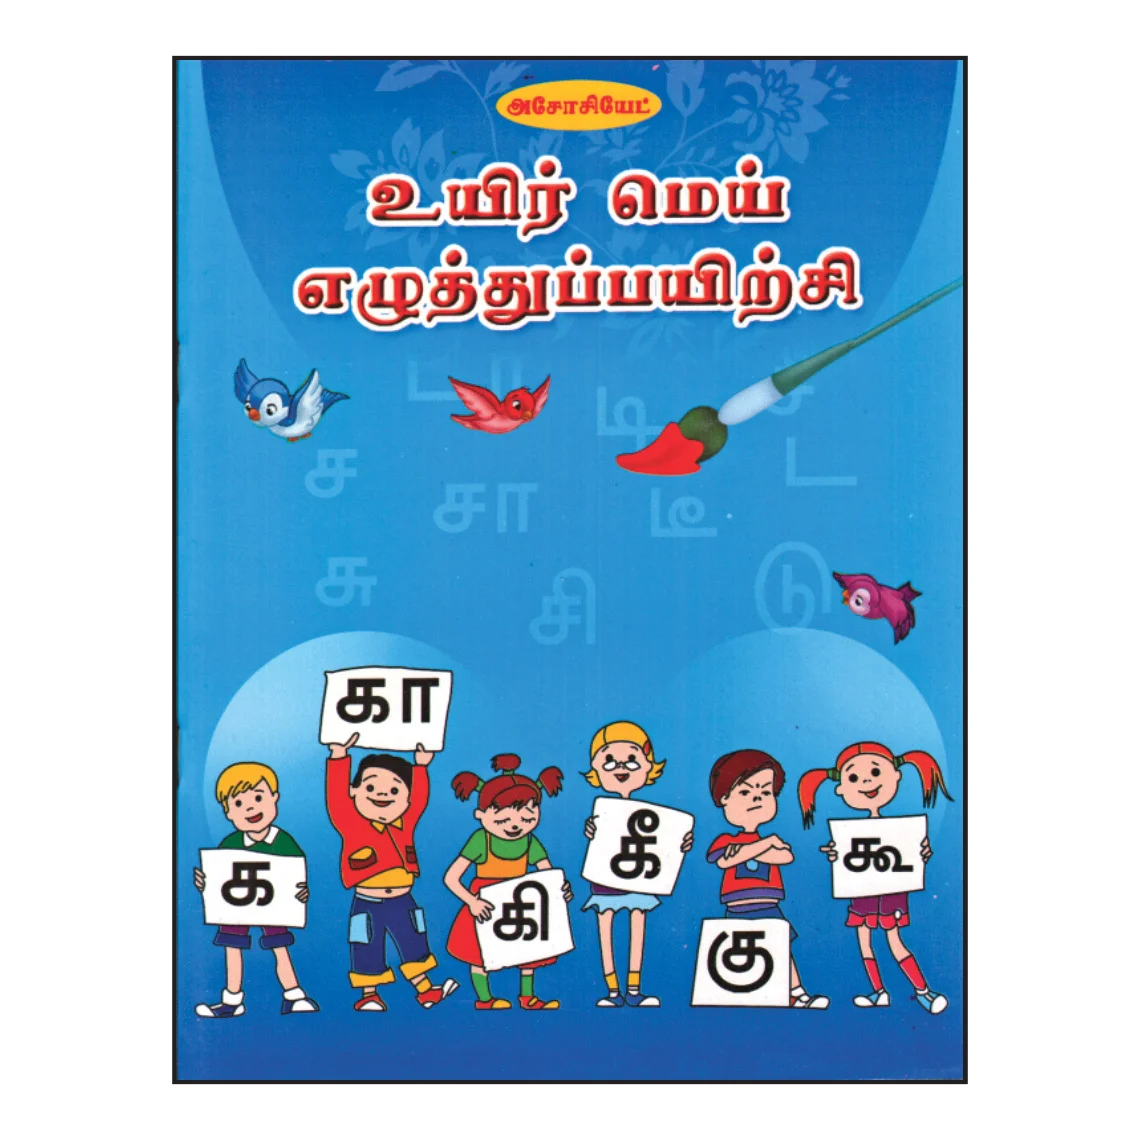 அசோசியேட்
உயிர் மெய்
எழுத்துப்பயிற்சி
டா
டி
ச
ச
சா
டீ
ட
சு
சி
டு
கா
க
கி
கீ
கு
கூ